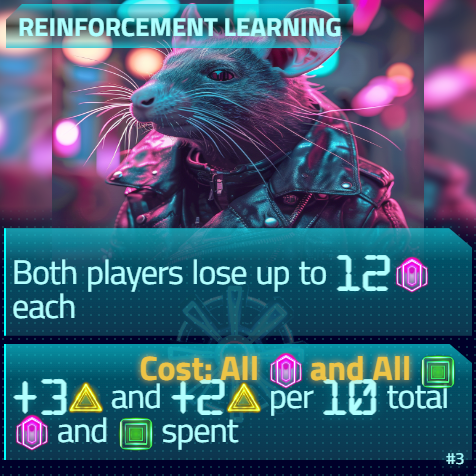 REINFORCEMENT LEARNING
Both players lose up to 12
each
Cost: All and All
+3 and +2 per 10 total
and spent
#3